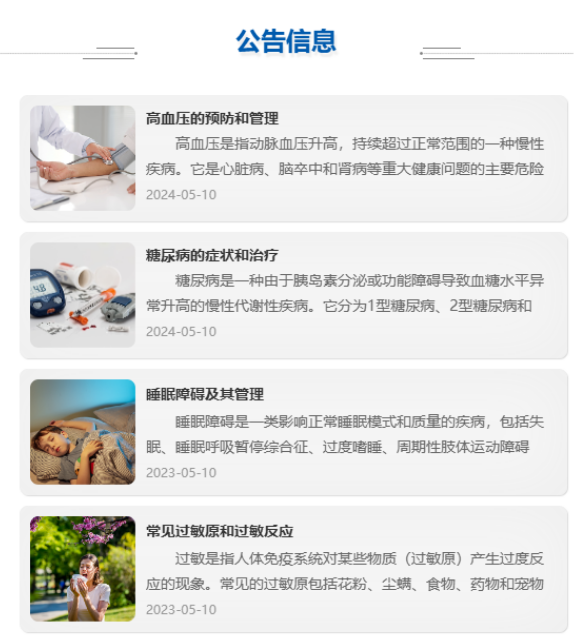 公告信息
高血压的预防和管理
高血压是指动脉血压升高，持续超过正常范围的一种慢性
疾病。它是心脏病、脑卒中和肾病等重大健康问题的主要危险
2024-05-10
糖尿病的症状和治疗
糖尿病是一种由于胰岛素分泌或功能障碍导致血糖水平异
常升高的慢性代谢性疾病。它分为1型糖尿病、2型糖尿病和
2024-05-10
睡眠障碍及其管理
睡眠障碍是一类影响正常睡眠模式和质量的疾病，包括失
眠、睡眠呼吸暂停综合征、过度嗜睡、周期性肢体运动障碍
2023-05-10
常见过敏原和过敏反应
过敏是指人体免疫系统对某些物质（过敏原）产生过度反
应的现象。常见的过敏原包括花粉、尘螨、食物、药物和宠物
2023-05-10